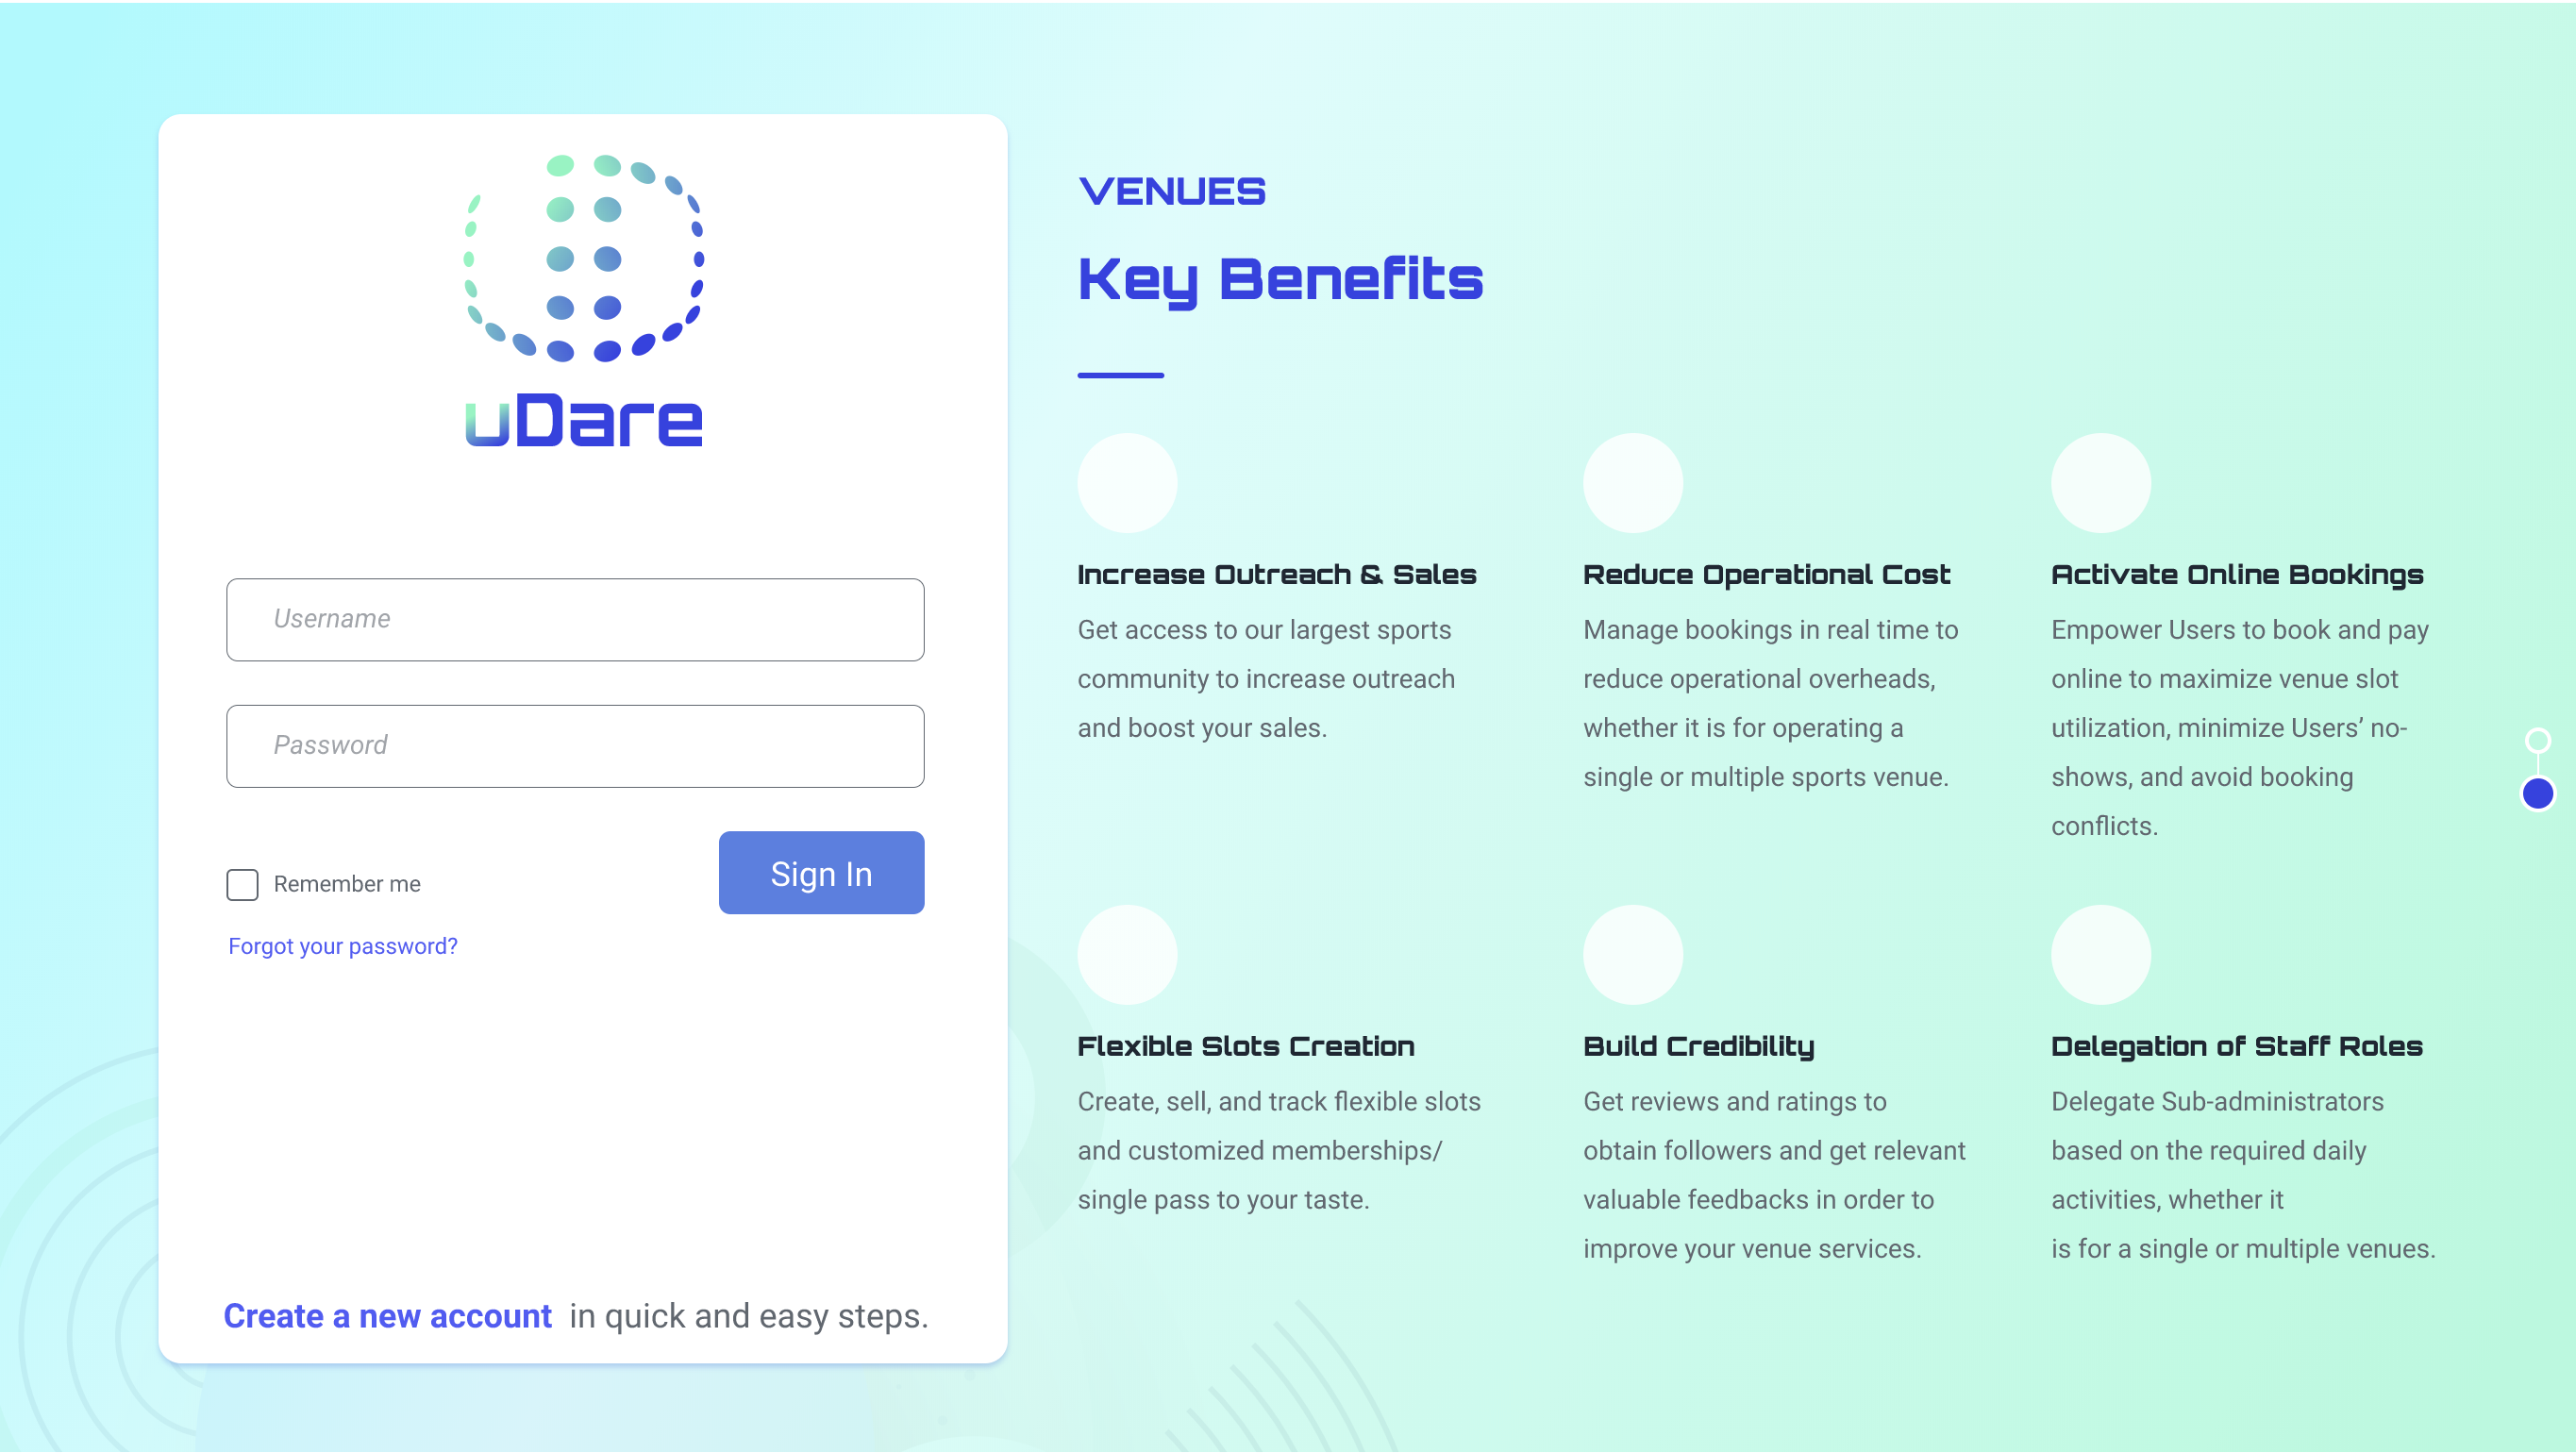 uDare
Username
Password
Remember me
Sign In
Forgot your password?
Create a new account in quick and easy steps.
VENUES
Key Benefits
Increase Outreach & Sales
Get access to our largest sports
community to increase outreach
and boost your sales.
Reduce Operational Cost
Manage bookings in real time to
reduce operational overheads,
whether it is for operating a
single or multiple sports venue.
Activate Online Bookings
Empower Users to book and pay
online to maximize venue slot
utilization, minimize Users’ no-
shows, and avoid booking
conflicts.
Flexible Slots Creation
Create, sell, and track flexible slots
and customized memberships/
single pass to your taste.
Build Credibility
Get reviews and ratings to
obtain followers and get relevant
valuable feedbacks in order to
improve your venue services.
Delegation of Staff Roles
Delegate Sub-administrators
based on the required daily
activities, whether it
is for a single or multiple venues.